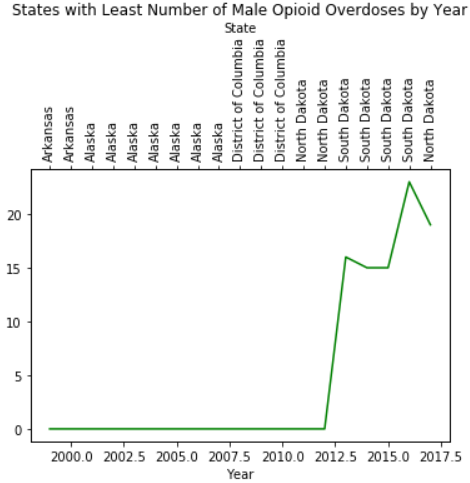 States with Least Number of Male Opioid Overdoses by Year
State
Arkansas
Arkansas
Alaska
Alaska
Alaska
Alaska
Alaska
Alaska
Alaska
District of Columbia
District of Columbia
District of Columbia
North Dakota
North Dakota
South Dakota
South Dakota
South Dakota
South Dakota
North Dakota
20
15
10
5
0
2000.0 2002.5 2005.0 2007.5 2010.0 2012.5 2015.0 2017.5
Year